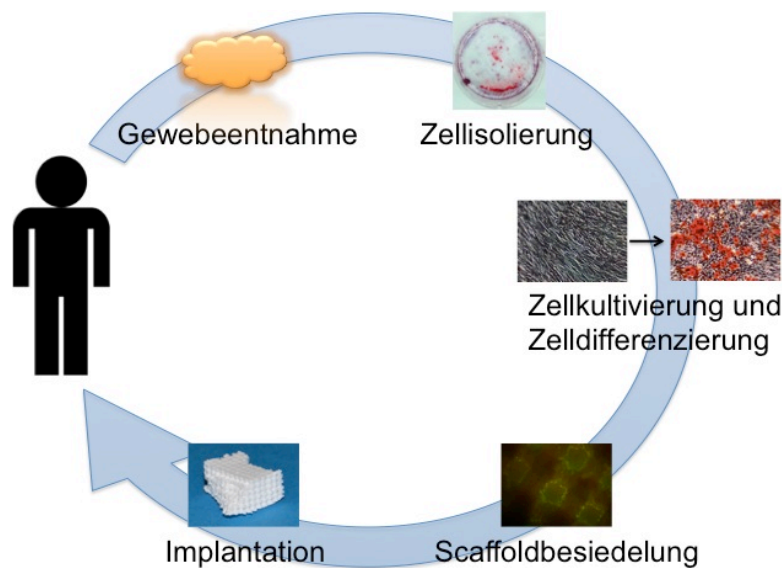 Gewebeentnahme
Zellisolierung
Zellkultivierung und
Zelldifferenzierung
Scaffoldbesiedelung
Implantation